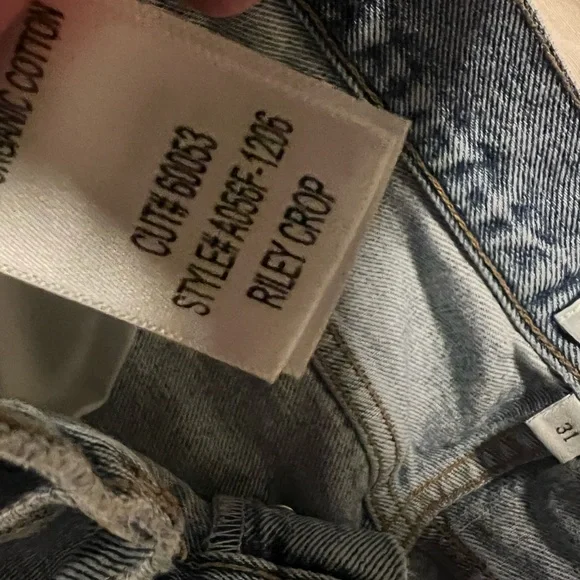 ORGANIC COTTON
CUT# 60053
STYLE# A056F-1206
RILEY CROP
31